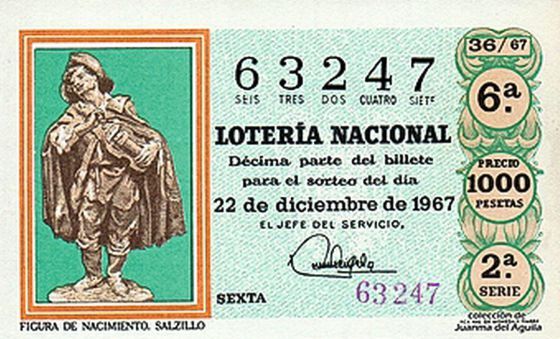 36/67
6 3 2 4 7
SEIS TRES DOS CUATRO SIETE
6ª.
LOTERÍA NACIONAL
Décima parte del billete
para el sorteo del día
22 de diciembre de 1967
EL JEFE DEL SERVICIO,
PRECIO
1000
PESETAS
SEXTA
63247
2.ª
SERIE
FIGURA DE NACIMIENTO. SALZILLO
colección de
Juanma del Aguila